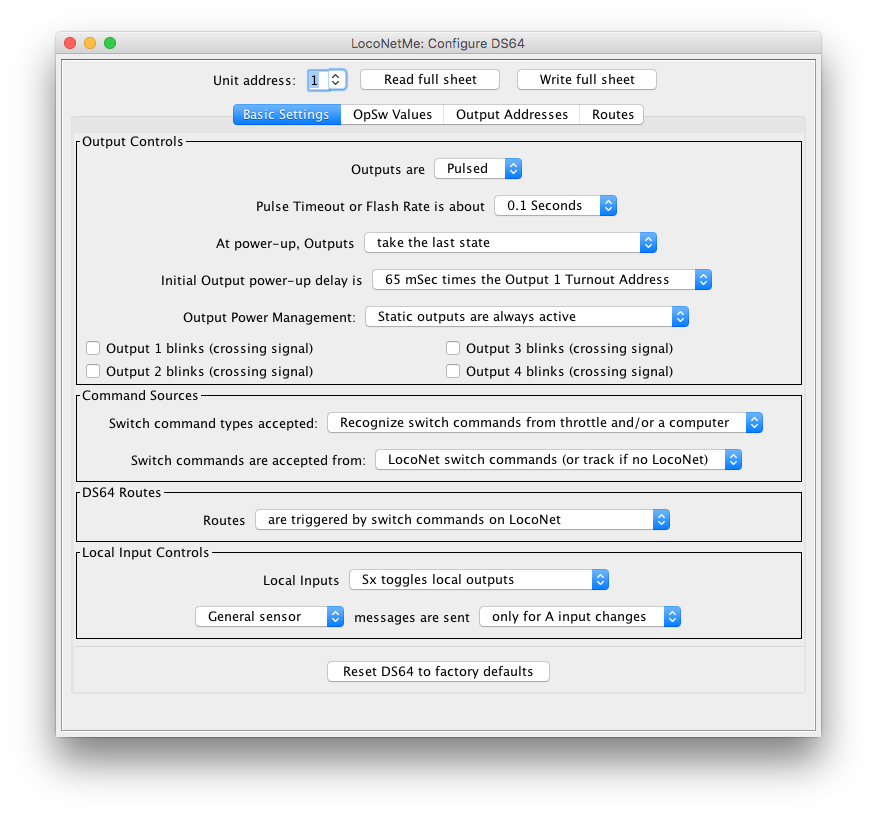 LocoNetMe: Configure DS64
Unit address: 1 Read full sheet Write full sheet
Basic Settings OpSw Values Output Addresses Routes
Output Controls
Outputs are Pulsed
Pulse Timeout or Flash Rate is about 0.1 Seconds
At power-up, Outputs take the last state
Initial Output power-up delay is 65 mSec times the Output 1 Turnout Address
Output Power Management: Static outputs are always active
Output 1 blinks (crossing signal) Output 3 blinks (crossing signal)
Output 2 blinks (crossing signal) Output 4 blinks (crossing signal)
Command Sources
Switch command types accepted: Recognize switch commands from throttle and/or a computer
Switch commands are accepted from: LocoNet switch commands (or track if no LocoNet)
DS64 Routes
Routes are triggered by switch commands on LocoNet
Local Input Controls
Local Inputs Sx toggles local outputs
General sensor messages are sent only for A input changes
Reset DS64 to factory defaults